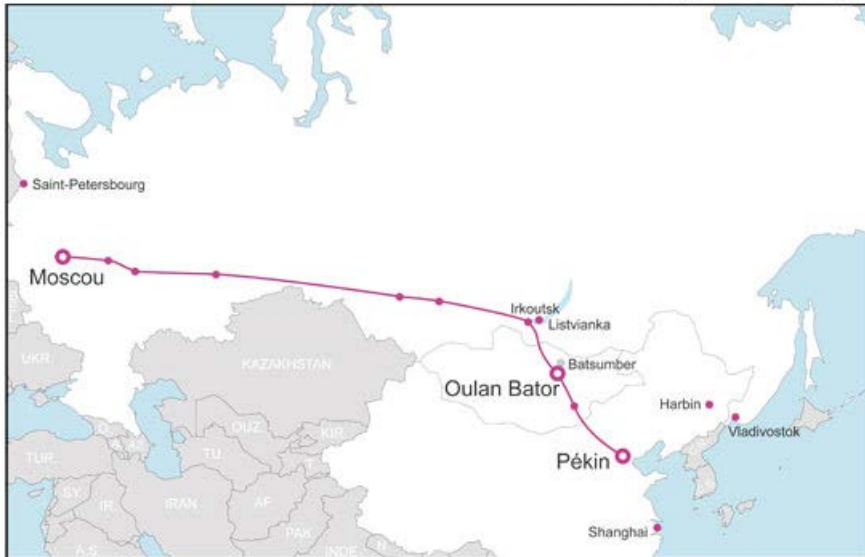 Saint-Petersbourg
Moscou
Irkoutsk
Listvianka
UKR.
KAZAKHSTAN
Batsumber
Oulan Bator
Harbin
Vladivostok
G.
OUZ.
KIR.
TUR.
TU.
T.
Pékin
SY.
IR.
IRAN
AF.
PAK.
Shanghai
A.S.
INDE
N.